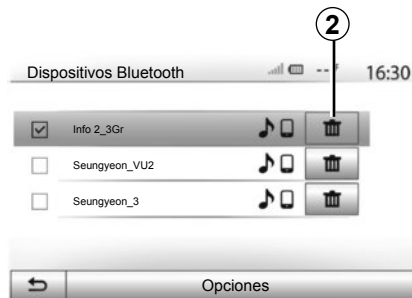 2
Dispositivos Bluetooth --- °F 16:30
Info 2_3Gr
Seungyeon_VU2
Seungyeon_3
Opciones